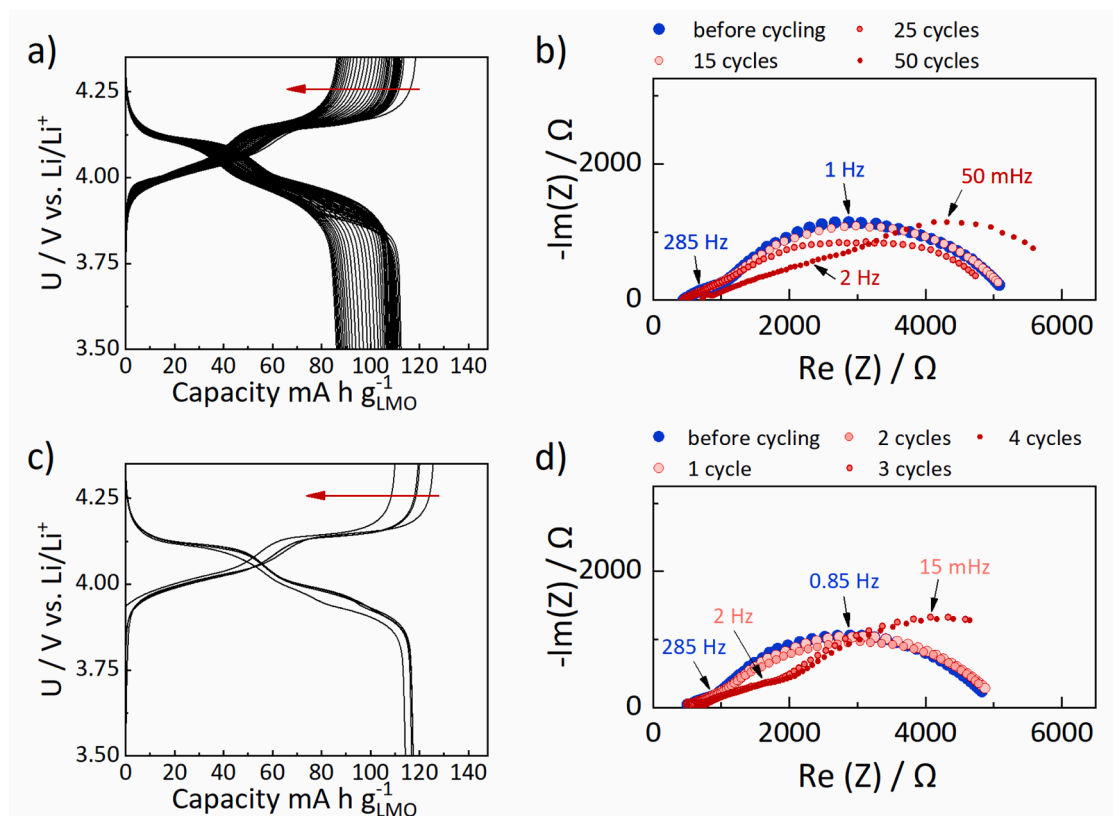 a)
U / V vs. Li/Li⁺
4.25
4.00
3.75
3.50
0 20 40 60 80 100 120 140
Capacity mA h g⁻¹LMO
b)
before cycling
25 cycles
15 cycles
50 cycles
-Im(Z) / Ω
2000
0
1 Hz
50 mHz
285 Hz
2 Hz
0 2000 4000 6000
Re (Z) / Ω
c)
U / V vs. Li/Li⁺
4.25
4.00
3.75
3.50
0 20 40 60 80 100 120 140
Capacity mA h g⁻¹LMO
d)
before cycling
2 cycles
4 cycles
1 cycle
3 cycles
-Im(Z) / Ω
2000
0
0.85 Hz
15 mHz
2 Hz
285 Hz
0 2000 4000 6000
Re (Z) / Ω